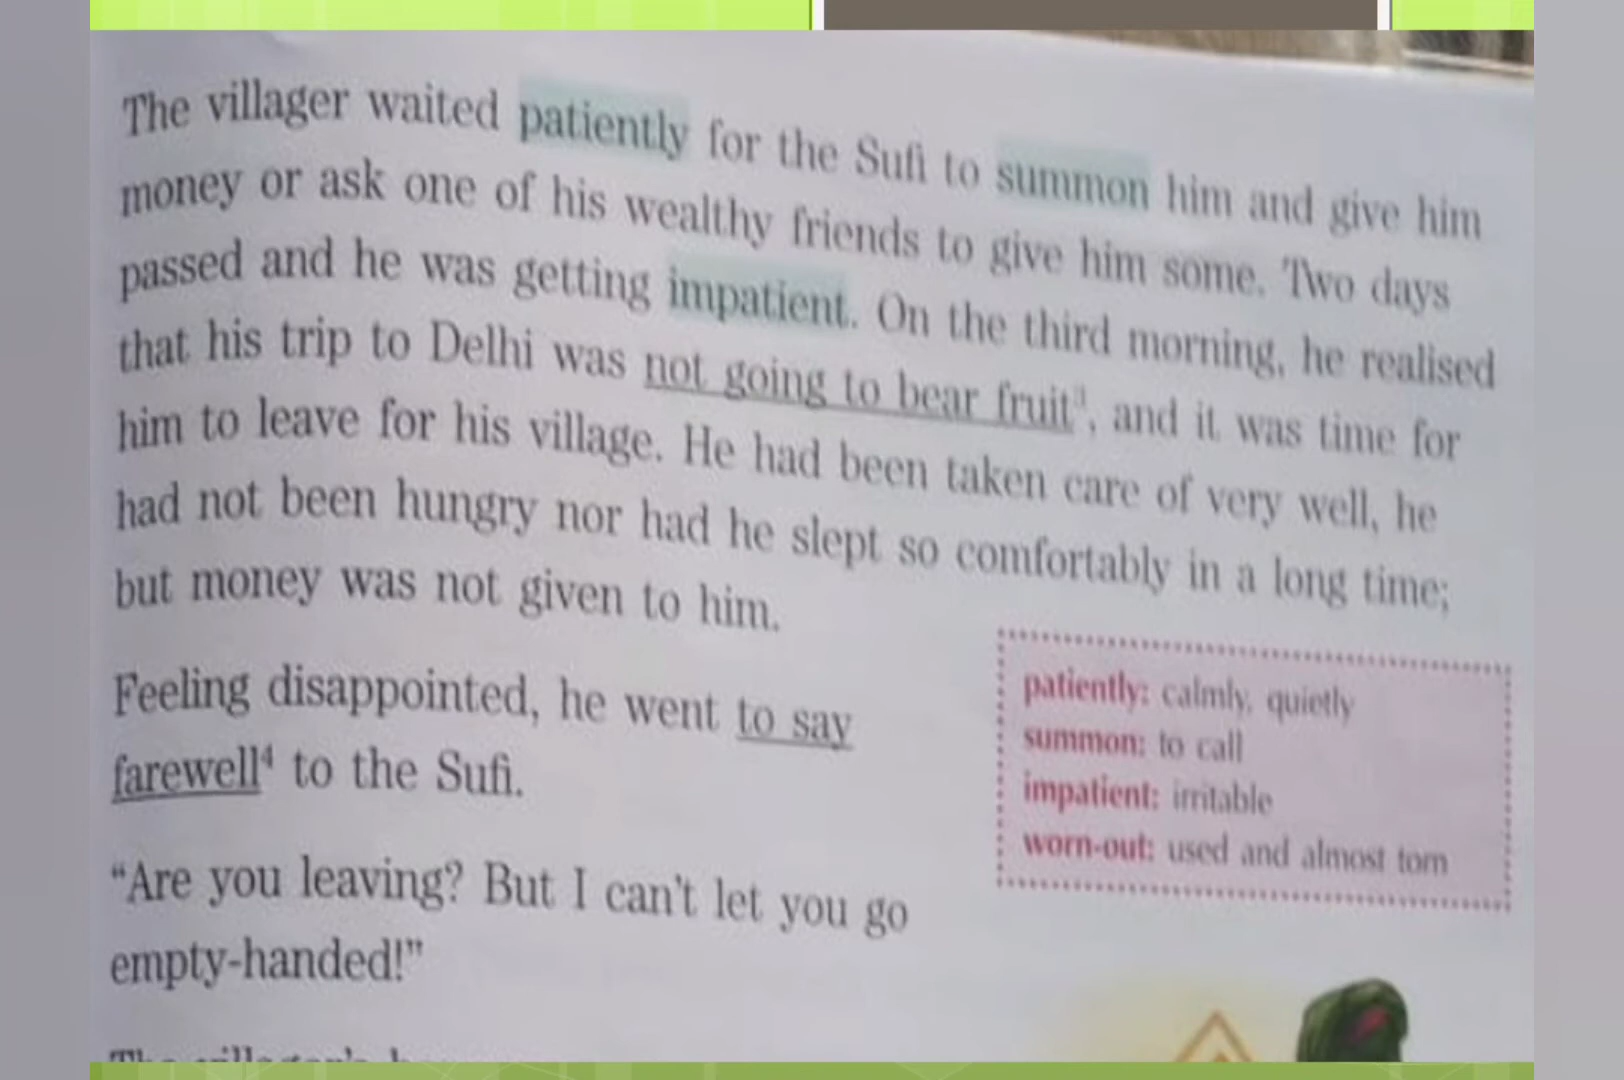 The villager waited patiently for the Sufi to summon him and give him
money or ask one of his wealthy friends to give him some. Two days
passed and he was getting impatient. On the third morning, he realised
that his trip to Delhi was not going to bear fruit³, and it was time for
him to leave for his village. He had been taken care of very well, he
had not been hungry nor had he slept so comfortably in a long time;
but money was not given to him.
Feeling disappointed, he went to say
farewell⁴ to the Sufi.
“Are you leaving? But I can't let you go
empty-handed!”
patiently: calmly, quietly
summon: to call
impatient: irritable
worn-out: used and almost torn